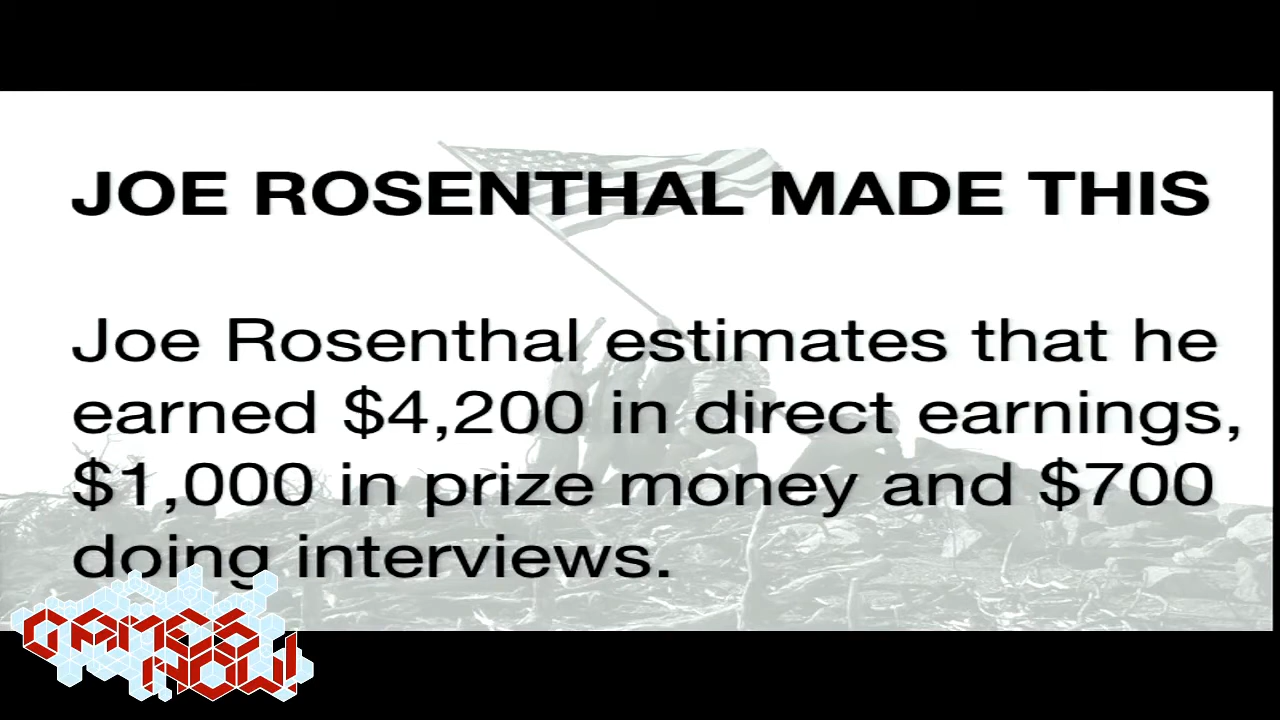 JOE ROSENTHAL MADE THIS
Joe Rosenthal estimates that he
earned $4,200 in direct earnings,
$1,000 in prize money and $700
doing interviews.
GAMES
NOW!